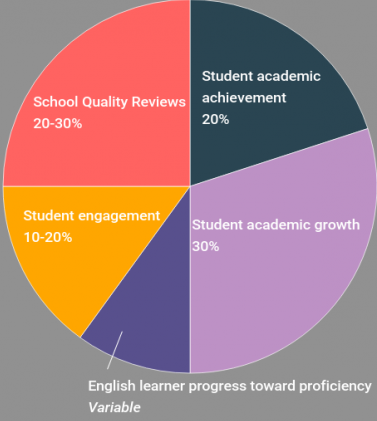 Student academic
achievement
20%
School Quality Reviews
20-30%
Student academic growth
30%
Student engagement
10-20%
English learner progress toward proficiency
Variable